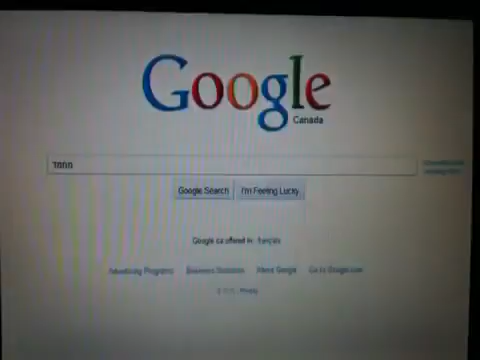 Google
Canada
Google Search I'm Feeling Lucky
Google.ca offered in: français
Advertising Programs Business Solutions About Google Go to Google.com
Privacy